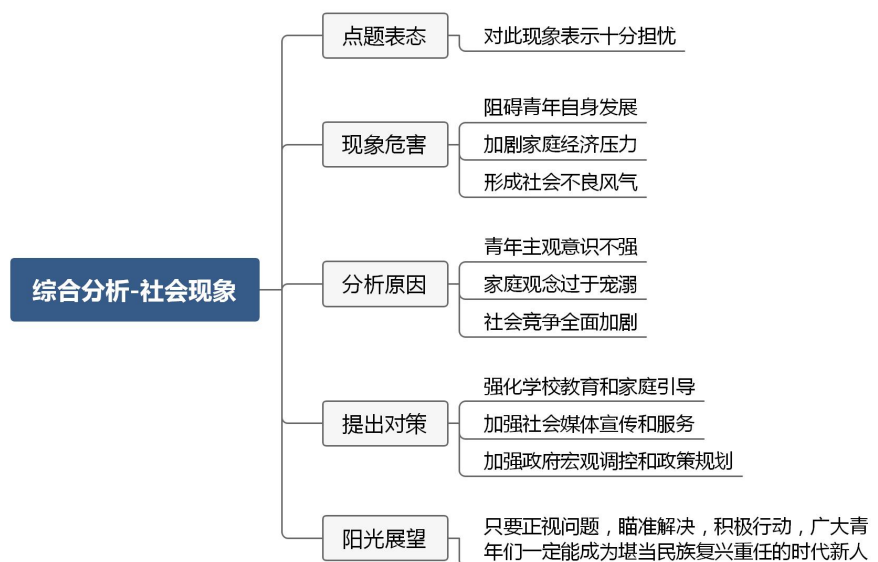 点题表态
对此现象表示十分担忧
现象危害
阻碍青年自身发展
加剧家庭经济压力
形成社会不良风气
综合分析-社会现象
分析原因
青年主观意识不强
家庭观念过于宠溺
社会竞争全面加剧
提出对策
强化学校教育和家庭引导
加强社会媒体宣传和服务
加强政府宏观调控和政策规划
阳光展望
只要正视问题，瞄准解决，积极行动，广大青
年们一定能成为堪当民族复兴重任的时代新人